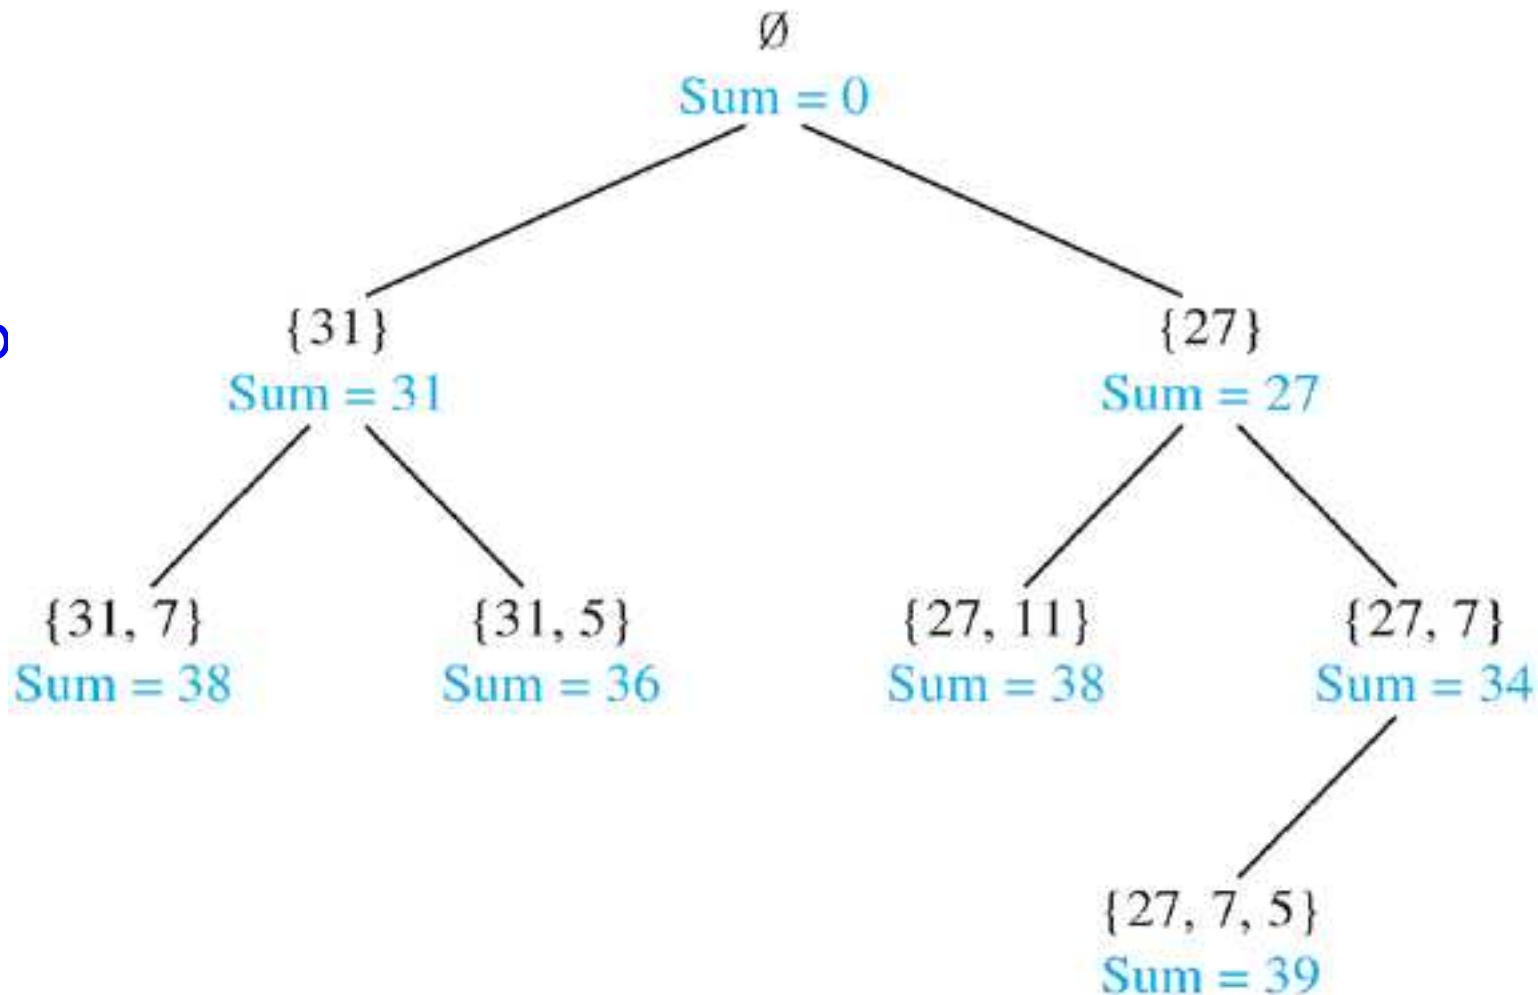 Ø
Sum = 0
{31}
Sum = 31
{27}
Sum = 27
{31, 7}
Sum = 38
{31, 5}
Sum = 36
{27, 11}
Sum = 38
{27, 7}
Sum = 34
{27, 7, 5}
Sum = 39